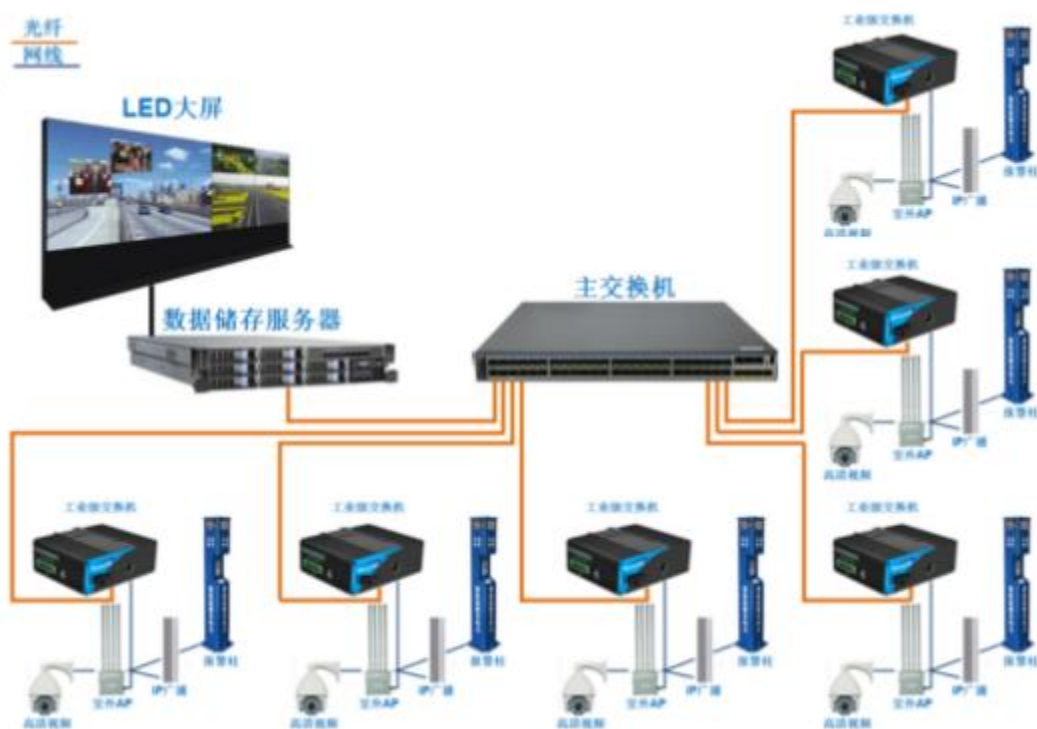 光纤
网线
LED大屏
数据储存服务器
主交换机
工业级交换机
报警柱
IP广播
室外AP
高清视频
工业级交换机
报警柱
IP广播
室外AP
高清视频
工业级交换机
报警柱
IP广播
室外AP
高清视频
工业级交换机
报警柱
IP广播
室外AP
高清视频
工业级交换机
报警柱
IP广播
室外AP
高清视频
工业级交换机
报警柱
IP广播
室外AP
高清视频